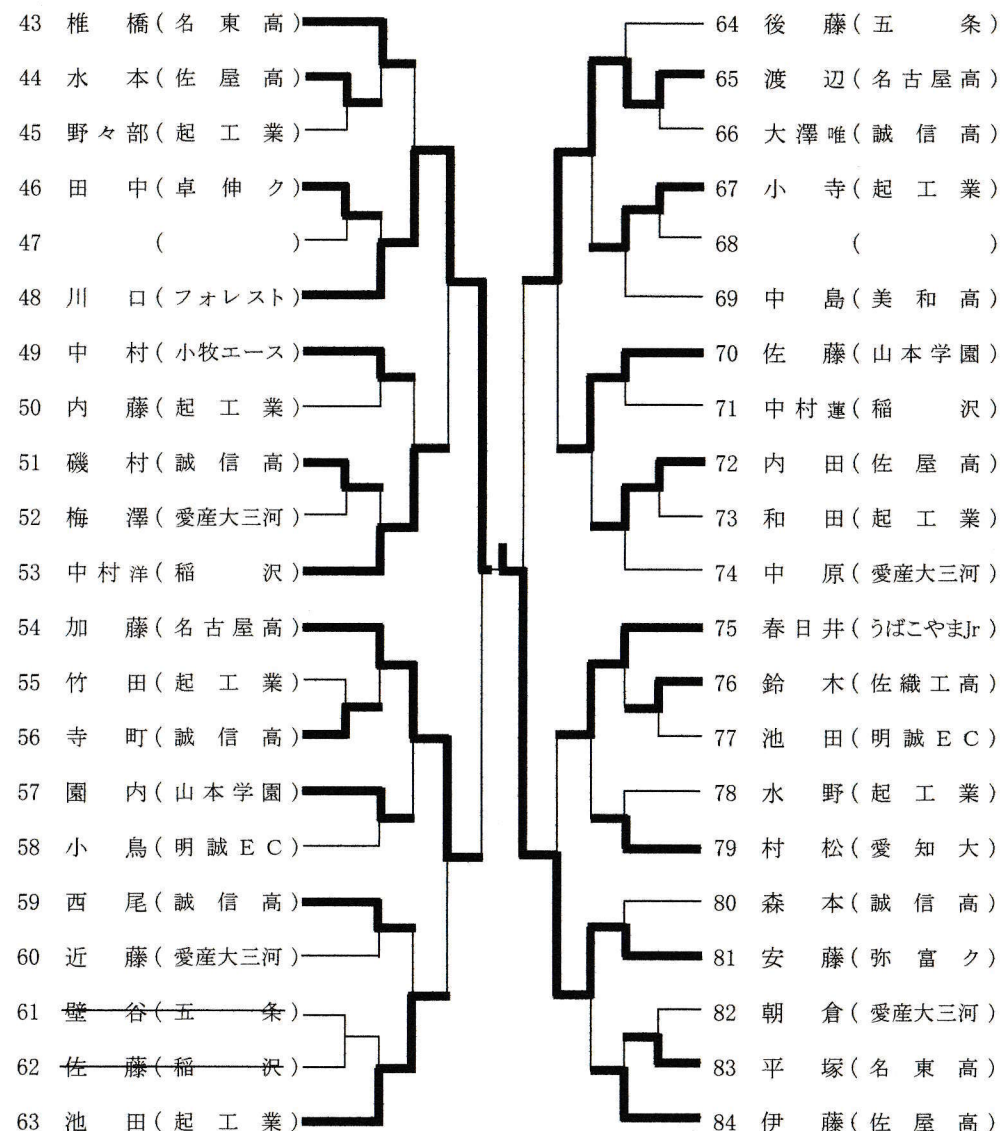 43 椎橋(名東高)
44 水本(佐屋高)
45 野々部(起工業)
46 田中(卓伸ク)
47 ( )
48 川口(フォレスト)
49 中村(小牧エース)
50 内藤(起工業)
51 磯村(誠信高)
52 梅澤(愛産大三河)
53 中村洋(稲沢)
54 加藤(名古屋高)
55 竹田(起工業)
56 寺町(誠信高)
57 園内(山本学園)
58 小鳥(明誠EC)
59 西尾(誠信高)
60 近藤(愛産大三河)
61 壁谷(五条)
62 佐藤(稲沢)
63 池田(起工業)
64 後藤(五条)
65 渡辺(名古屋高)
66 大澤唯(誠信高)
67 小寺(起工業)
68 ( )
69 中島(美和高)
70 佐藤(山本学園)
71 中村蓮(稲沢)
72 内田(佐屋高)
73 和田(起工業)
74 中原(愛産大三河)
75 春日井(うばこやまJr)
76 鈴木(佐織工高)
77 池田(明誠EC)
78 水野(起工業)
79 村松(愛知大)
80 森本(誠信高)
81 安藤(弥富ク)
82 朝倉(愛産大三河)
83 平塚(名東高)
84 伊藤(佐屋高)